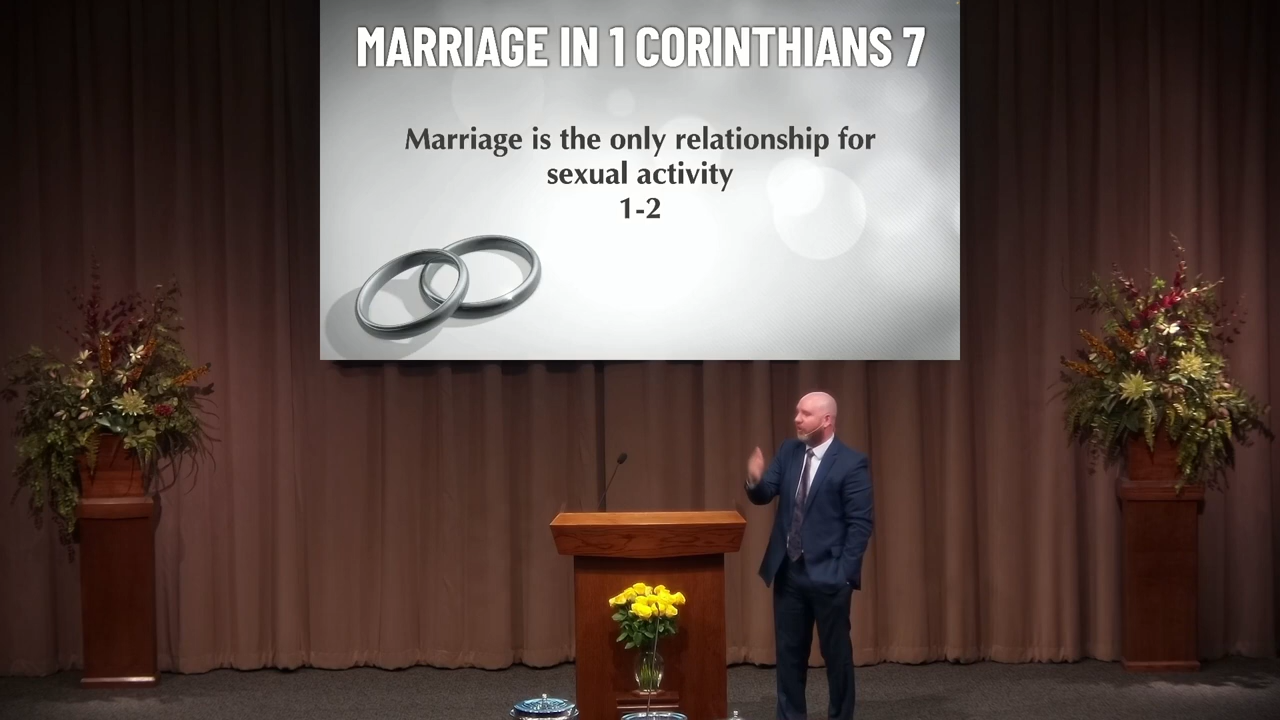 MARRIAGE IN 1 CORINTHIANS 7
Marriage is the only relationship for
sexual activity
1-2